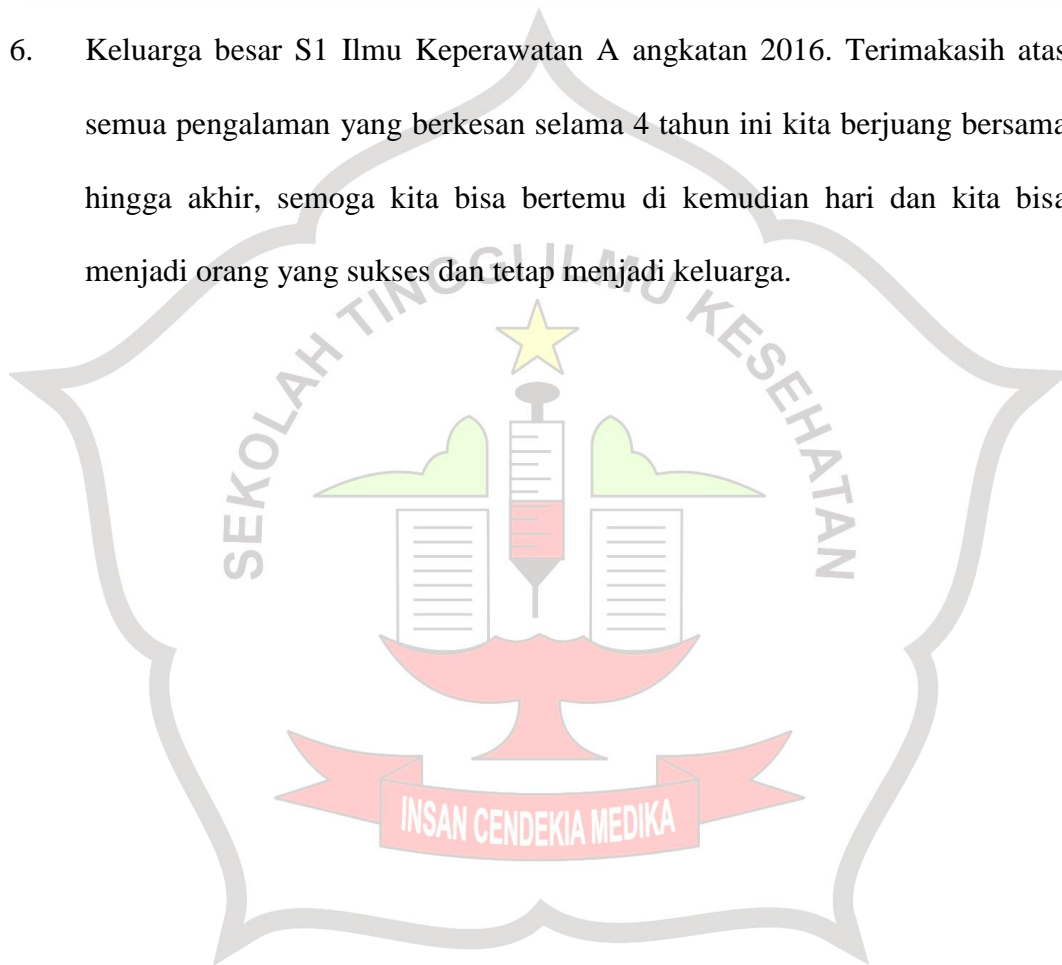 6. Keluarga besar S1 Ilmu Keperawatan A angkatan 2016. Terimakasih atas
semua pengalaman yang berkesan selama 4 tahun ini kita berjuang bersama
hingga akhir, semoga kita bisa bertemu di kemudian hari dan kita bisa
menjadi orang yang sukses dan tetap menjadi keluarga.
SEKOLAH TINGGI ILMU KESEHATAN
INSAN CENDEKIA MEDIKA